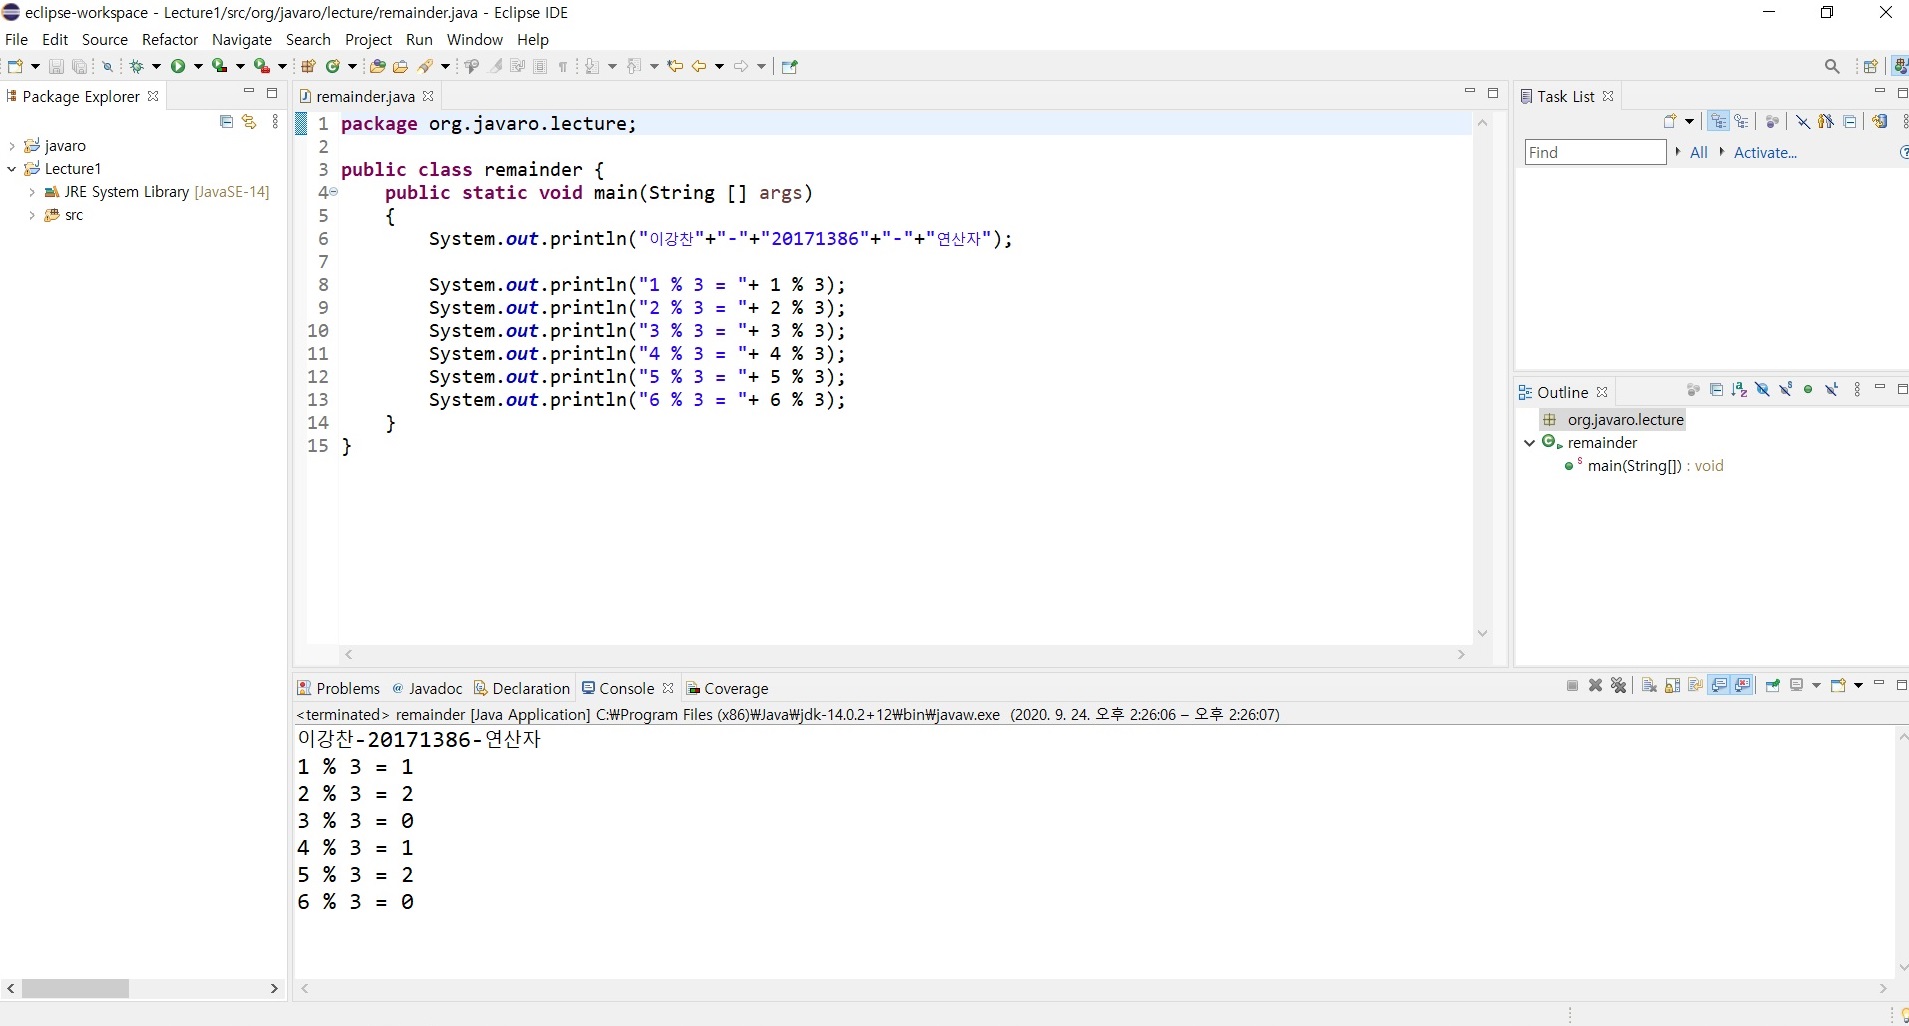 eclipse-workspace - Lecture1/src/org/javaro/lecture/remainder.java - Eclipse IDE
File Edit Source Refactor Navigate Search Project Run Window Help
Package Explorer
javaro
Lecture1
JRE System Library [JavaSE-14]
src
remainder.java
1 package org.javaro.lecture;
2
3 public class remainder {
4     public static void main(String [] args)
5     {
6         System.out.println("이강찬"+"-"+"20171386"+"-"+"연산자");
7
8         System.out.println("1 % 3 = "+ 1 % 3);
9         System.out.println("2 % 3 = "+ 2 % 3);
10         System.out.println("3 % 3 = "+ 3 % 3);
11         System.out.println("4 % 3 = "+ 4 % 3);
12         System.out.println("5 % 3 = "+ 5 % 3);
13         System.out.println("6 % 3 = "+ 6 % 3);
14     }
15 }
Task List
Find All Activate...
Outline
org.javaro.lecture
remainder
main(String[]) : void
Problems @ Javadoc Declaration Console Coverage
<terminated> remainder [Java Application] C:₩Program Files (x86)₩Java₩jdk-14.0.2+12₩bin₩javaw.exe (2020. 9. 24. 오후 2:26:06 – 오후 2:26:07)
이강찬-20171386-연산자
1 % 3 = 1
2 % 3 = 2
3 % 3 = 0
4 % 3 = 1
5 % 3 = 2
6 % 3 = 0